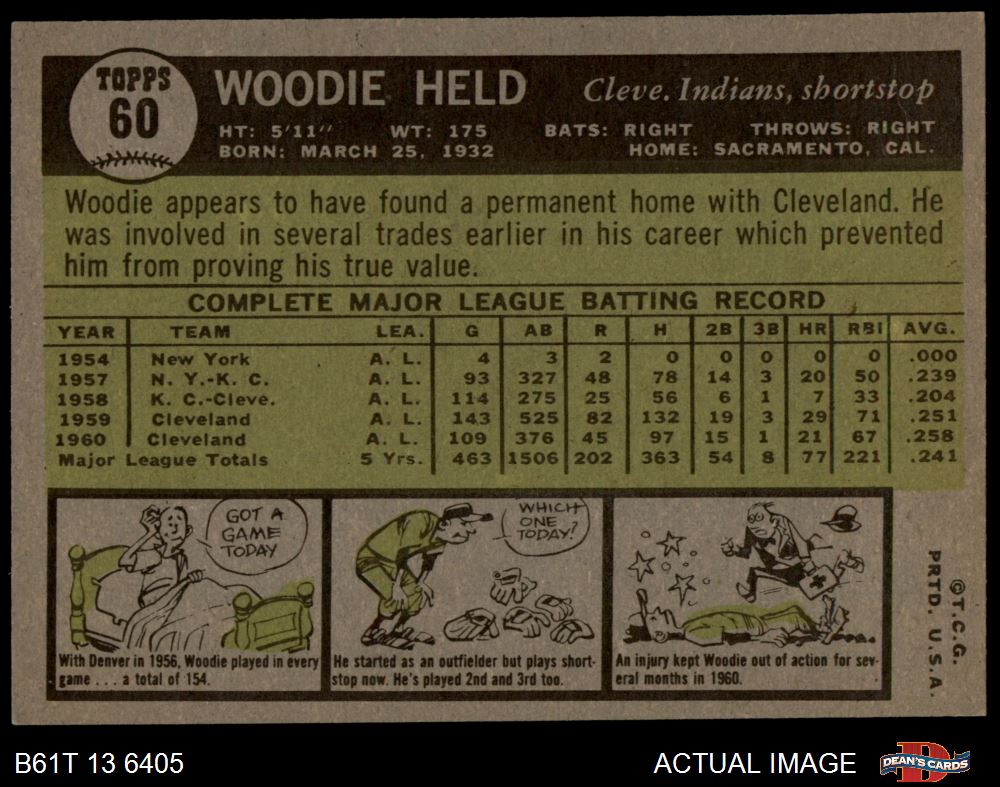 TOPPS
60
WOODIE HELD
Cleve. Indians, shortstop
HT: 5'11" WT: 175 BATS: RIGHT THROWS: RIGHT
BORN: MARCH 25, 1932 HOME: SACRAMENTO, CAL.
Woodie appears to have found a permanent home with Cleveland. He
was involved in several trades earlier in his career which prevented
him from proving his true value.
COMPLETE MAJOR LEAGUE BATTING RECORD
YEAR TEAM LEA. G AB R H 2B 3B HR RBI AVG.
1954 New York A. L. 4 3 2 0 0 0 0 0 .000
1957 N. Y.-K. C. A. L. 93 327 48 78 14 3 20 50 .239
1958 K. C.-Cleve. A. L. 114 275 25 56 6 1 7 33 .204
1959 Cleveland A. L. 143 525 82 132 19 3 29 71 .251
1960 Cleveland A. L. 109 376 45 97 15 1 21 67 .258
Major League Totals 5 Yrs. 463 1506 202 363 54 8 77 221 .241
GOT A
GAME
TODAY
With Denver in 1956, Woodie played in every
game . . . a total of 154.
WHICH
ONE
TODAY?
He started as an outfielder but plays short-
stop now. He's played 2nd and 3rd too.
An injury kept Woodie out of action for sev-
eral months in 1960.
©T.C.G.
PRTD. U.S.A.
B61T 13 6405
ACTUAL IMAGE
DEAN'S CARDS